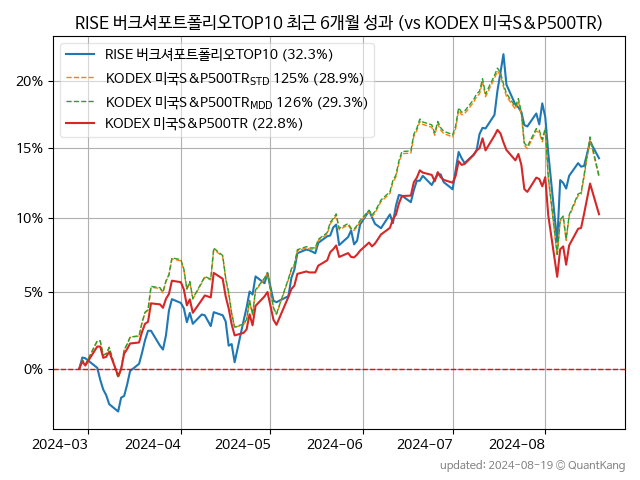 RISE 버크셔포트폴리오TOP10 최근 6개월 성과 (vs KODEX 미국S&P500TR)
RISE 버크셔포트폴리오TOP10 (32.3%)
KODEX 미국S&P500TR_STD 125% (28.9%)
KODEX 미국S&P500TR_MDD 126% (29.3%)
KODEX 미국S&P500TR (22.8%)
20%
15%
10%
5%
0%
2024-03 2024-04 2024-05 2024-06 2024-07 2024-08
updated: 2024-08-19 © QuantKang